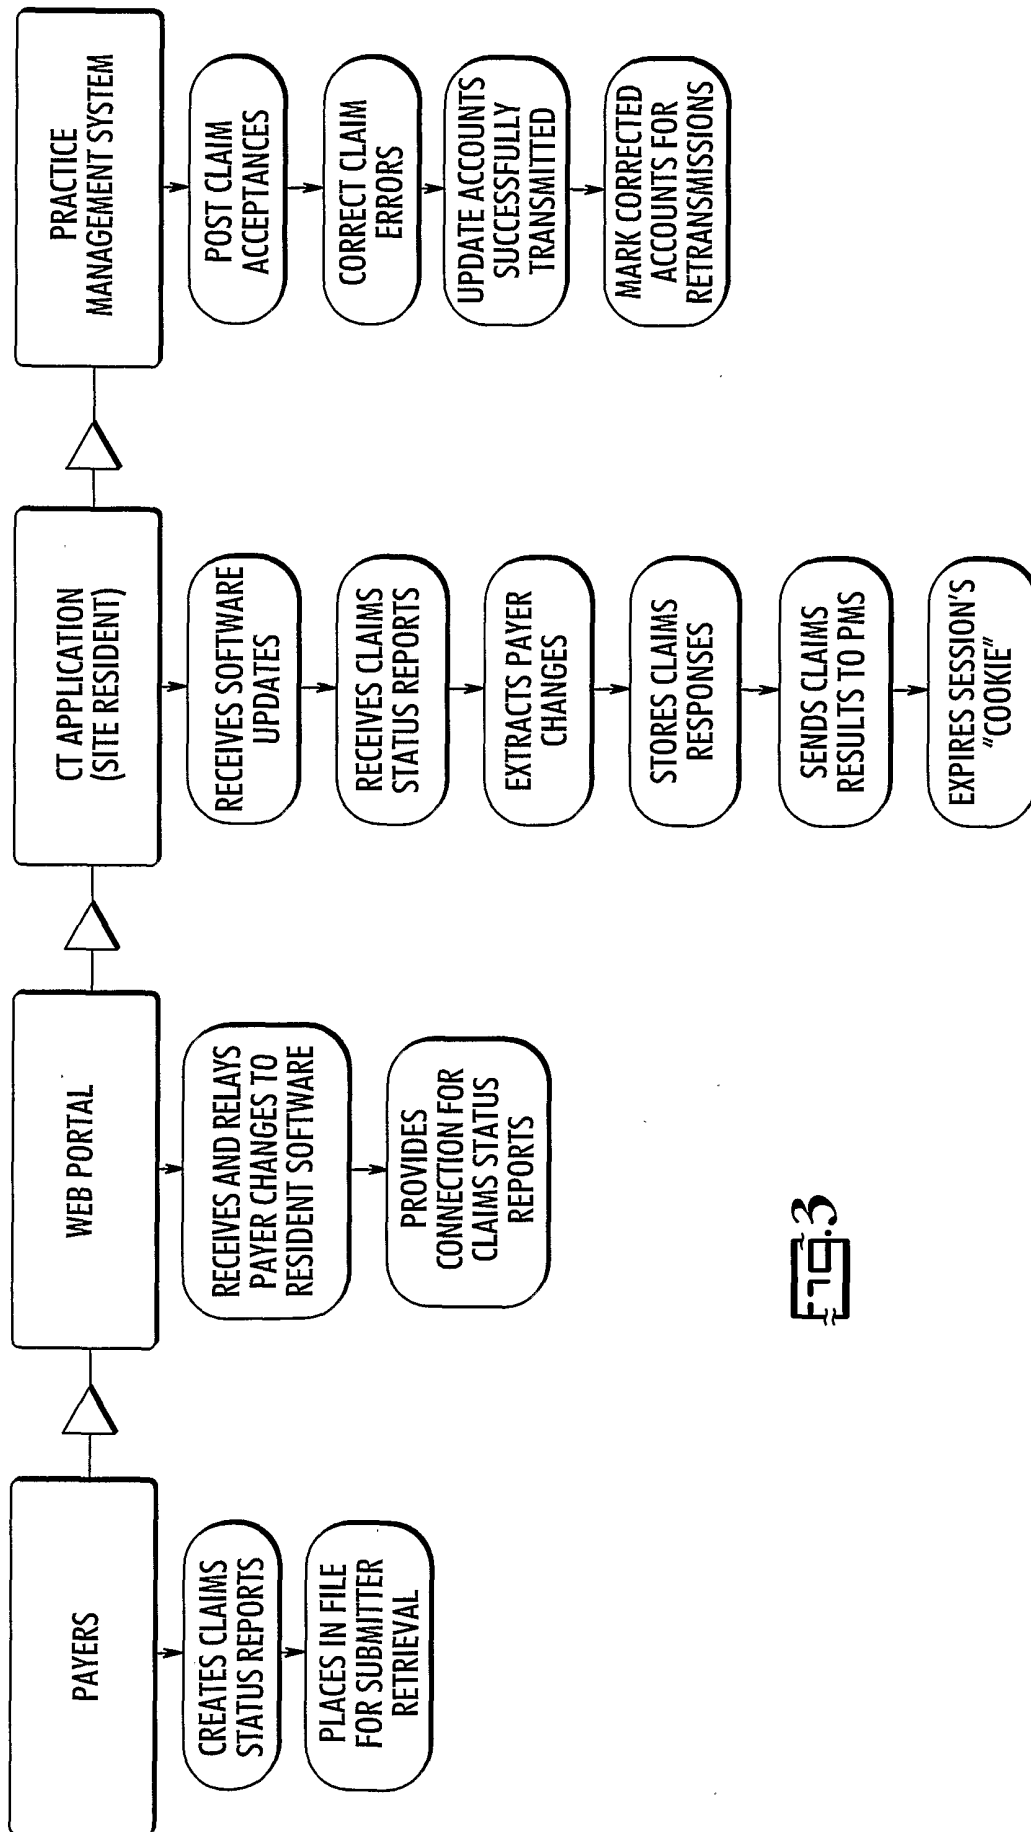 PAYERS
CREATES CLAIMS
STATUS REPORTS
PLACES IN FILE
FOR SUBMITTER
RETRIEVAL
WEB PORTAL
RECEIVES AND RELAYS
PAYER CHANGES TO
RESIDENT SOFTWARE
PROVIDES
CONNECTION FOR
CLAIMS STATUS
REPORTS
CT APPLICATION
(SITE RESIDENT)
RECEIVES SOFTWARE
UPDATES
RECEIVES CLAIMS
STATUS REPORTS
EXTRACTS PAYER
CHANGES
STORES CLAIMS
RESPONSES
SENDS CLAIMS
RESULTS TO PMS
EXPIRES SESSION'S
"COOKIE"
PRACTICE
MANAGEMENT SYSTEM
POST CLAIM
ACCEPTANCES
CORRECT CLAIM
ERRORS
UPDATE ACCOUNTS
SUCCESSFULLY
TRANSMITTED
MARK CORRECTED
ACCOUNTS FOR
RETRANSMISSIONS
FIG.3